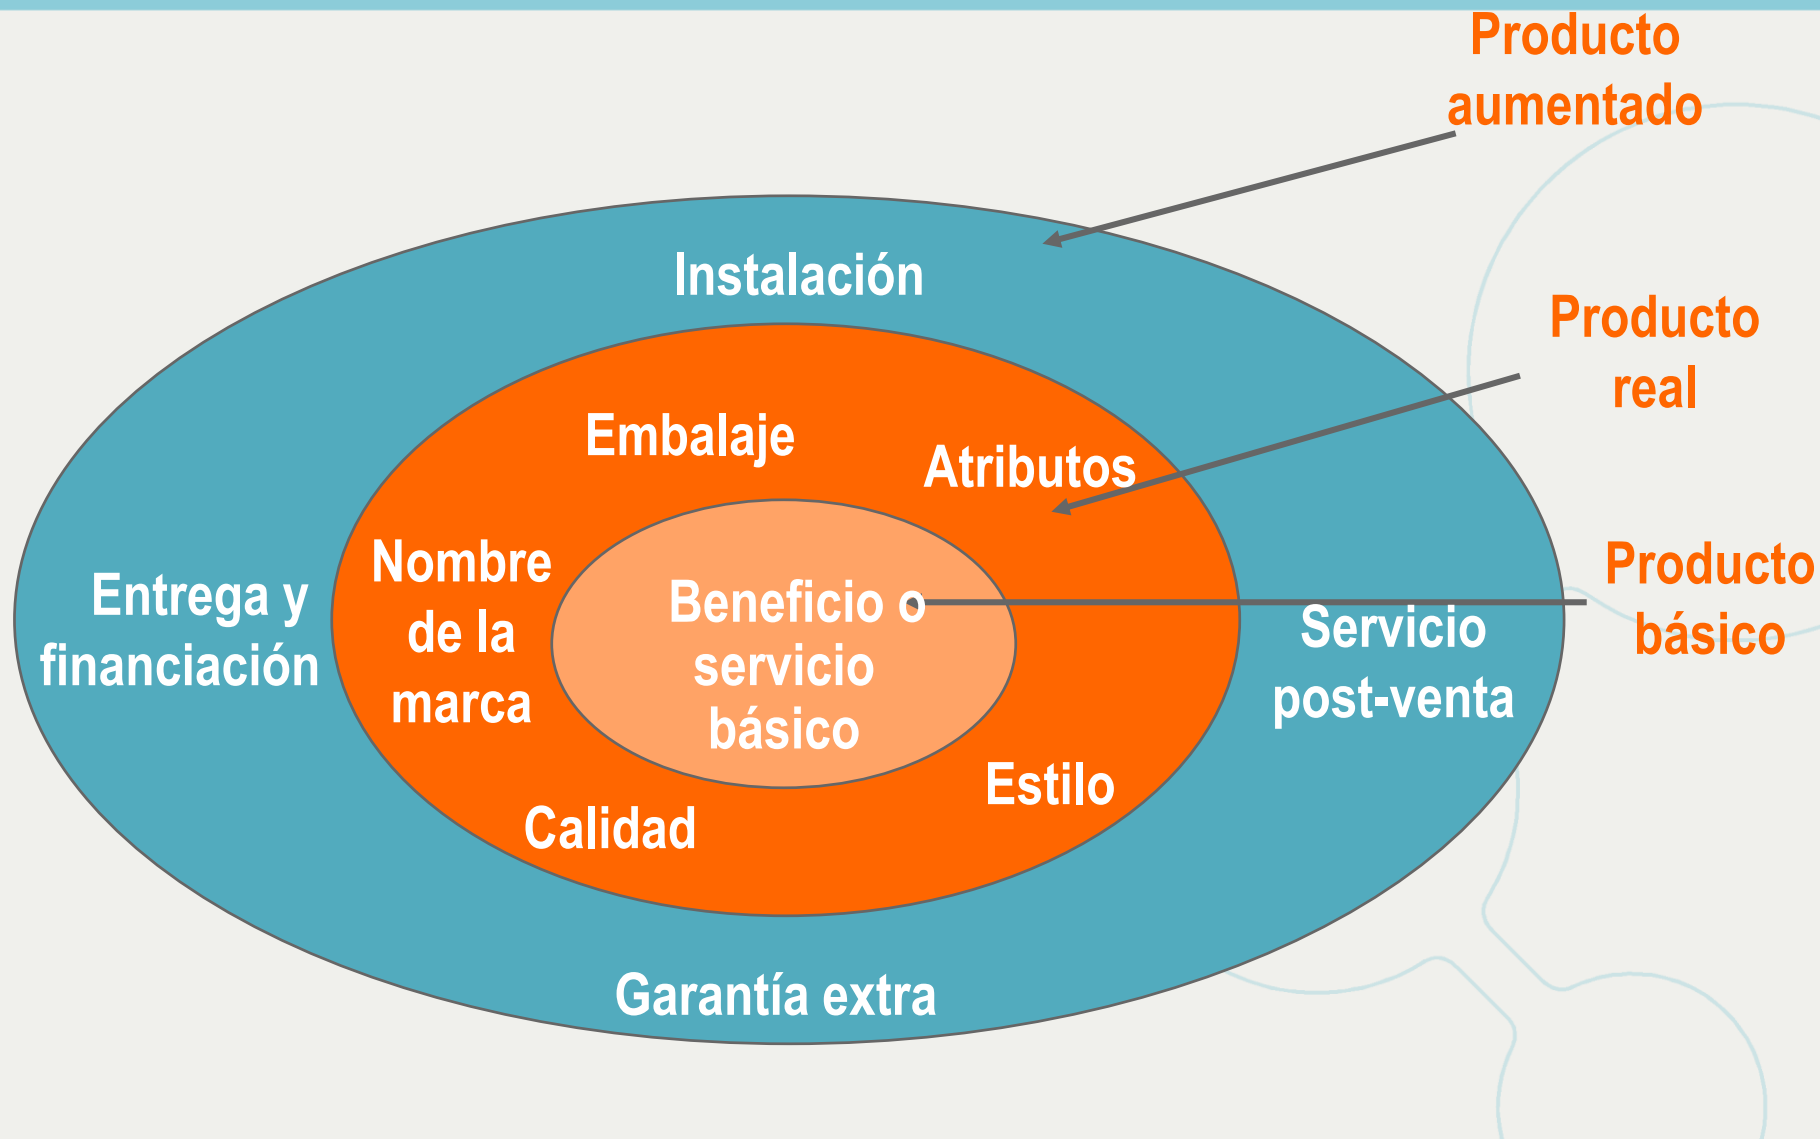 Producto
aumentado
Instalación
Producto
real
Embalaje
Atributos
Nombre
de la
marca
Entrega y
financiación
Beneficio o
servicio
básico
Producto
básico
Servicio
post-venta
Estilo
Calidad
Garantía extra